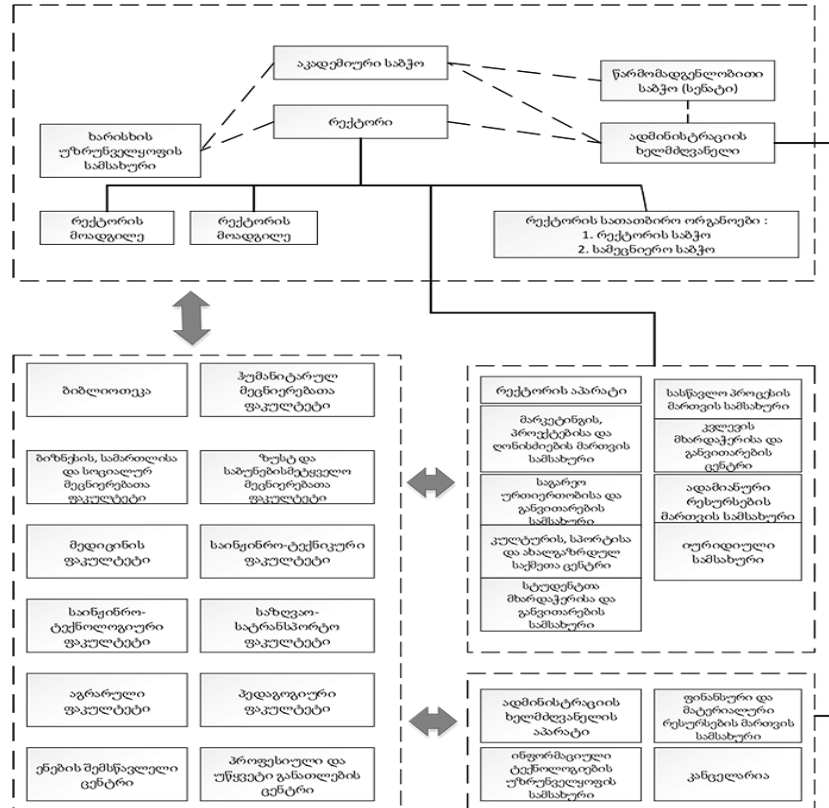 აკადემიური საბჭო
წარმომადგენლობითი
საბჭო (სენატი)
რექტორი
ხარისხის
უზრუნველყოფის
სამსახური
ადმინისტრაციის
ხელმძღვანელი
რექტორის
მოადგილე
რექტორის
მოადგილე
რექტორის სათათბირო ორგანოები :
1. რექტორის საბჭო
2. სამეცნიერო საბჭო
ბიბლიოთეკა
ჰუმანიტარულ
მეცნიერებათა
ფაკულტეტი
ბიზნესის, სამართლისა
და სოციალურ
მეცნიერებათა
ფაკულტეტი
ზუსტ და
საბუნებისმეტყველო
მეცნიერებათა
ფაკულტეტი
მედიცინის
ფაკულტეტი
საინჟინრო-ტექნიკური
ფაკულტეტი
საინჟინრო-
ტექნოლოგიური
ფაკულტეტი
საზღვაო-
სატრანსპორტო
ფაკულტეტი
აგრარული
ფაკულტეტი
პედაგოგიური
ფაკულტეტი
ენების შემსწავლელი
ცენტრი
პროფესიული და
უწყვეტი განათლების
ცენტრი
რექტორის აპარატი
მარკეტინგის,
პროექტებისა და
ღონისძიების მართვის
სამსახური
საგარეო
ურთიერთობისა და
განვითარების
სამსახური
კულტურის, სპორტისა
და ახალგაზრდულ
საქმეთა ცენტრი
სტუდენტთა
მხარდაჭერისა და
განვითარების
სამსახური
სასწავლო პროცესის
მართვის სამსახური
კვლევის
მხარდაჭერისა და
განვითარების
ცენტრი
ადამიანური
რესურსების
მართვის სამსახური
იურიდიული
სამსახური
ადმინისტრაციის
ხელმძღვანელის
აპარატი
ფინანსური და
მატერიალური
რესურსების მართვის
სამსახური
ინფორმაციული
ტექნოლოგიების
უზრუნველყოფის
სამსახური
კანცელარია